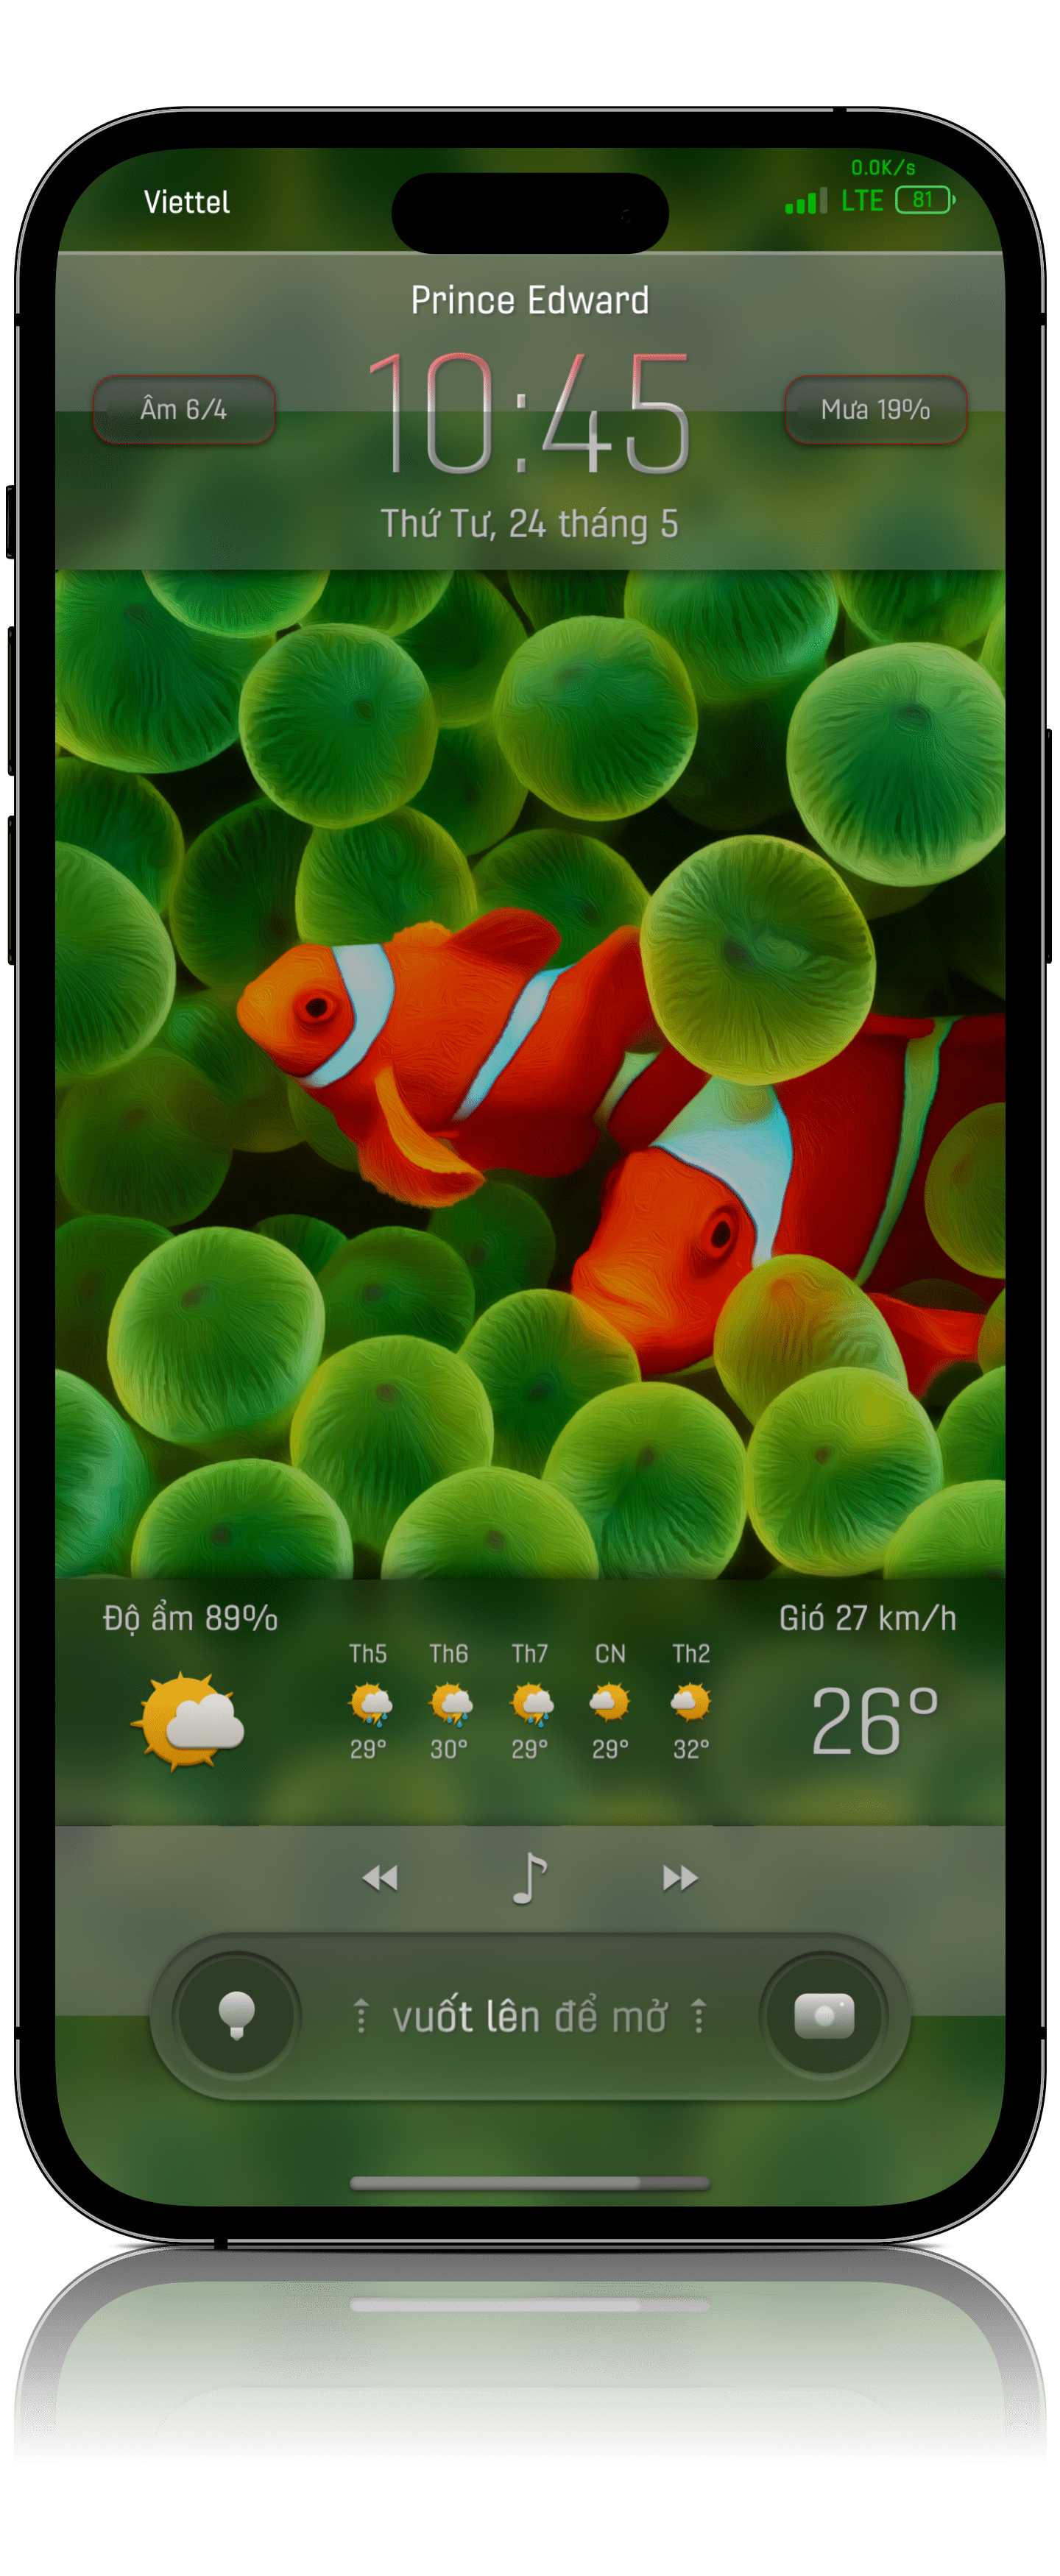 Viettel
0.0K/s
LTE 81
Prince Edward
Âm 6/4
10:45
Mưa 19%
Thứ Tư, 24 tháng 5
Độ ẩm 89%
Gió 27 km/h
Th5 Th6 Th7 CN Th2
29° 30° 29° 29° 32°
26°
vuốt lên để mở